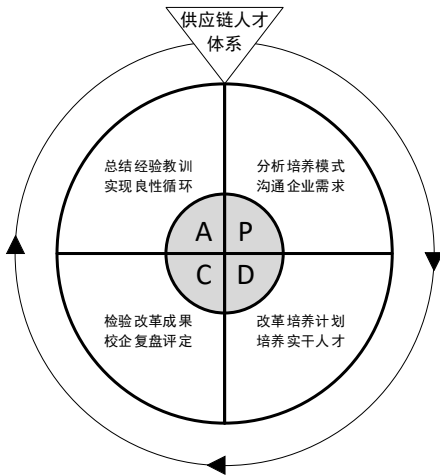 供应链人才
体系
总结经验教训
实现良性循环
分析培养模式
沟通企业需求
A
P
C
D
检验改革成果
校企复盘评定
改革培养计划
培养实干人才